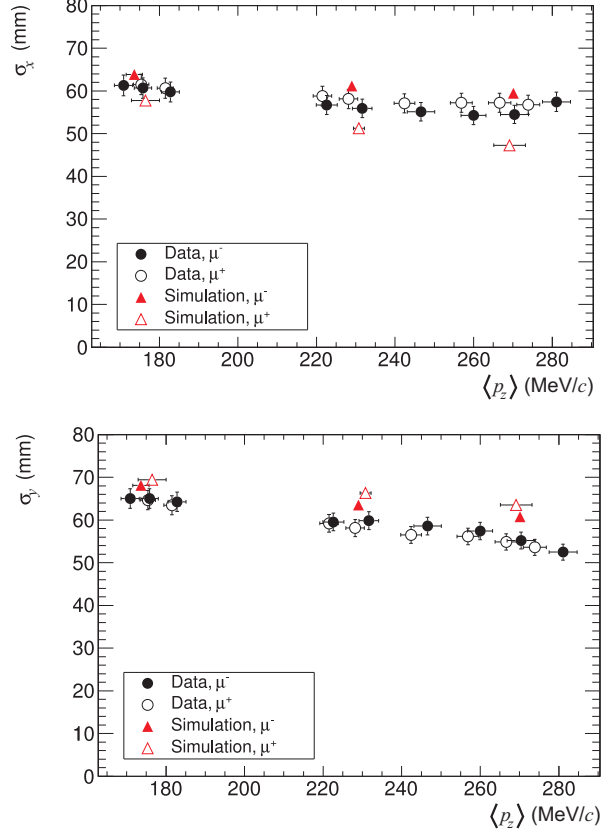 80
70
60
50
40
30
20
10
0
σx (mm)
Data, μ-
Data, μ+
Simulation, μ-
Simulation, μ+
180 200 220 240 260 280
⟨pz⟩ (MeV/c)
80
70
60
50
40
30
20
10
0
σy (mm)
Data, μ-
Data, μ+
Simulation, μ-
Simulation, μ+
180 200 220 240 260 280
⟨pz⟩ (MeV/c)